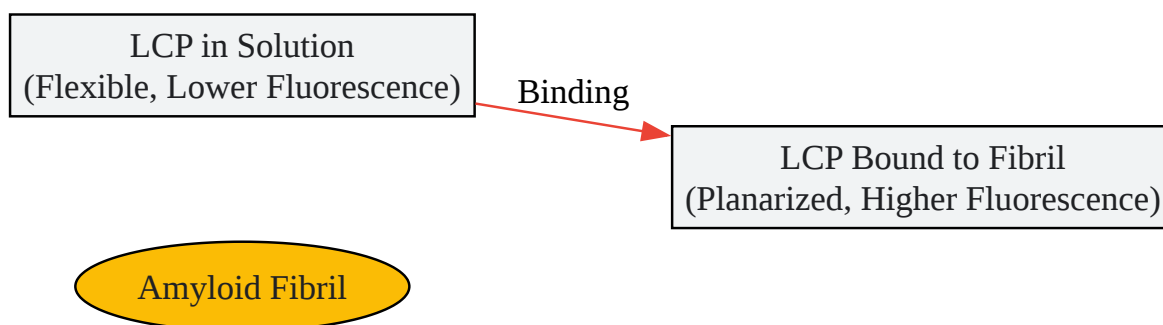 LCP in Solution
(Flexible, Lower Fluorescence)
Binding
LCP Bound to Fibril
(Planarized, Higher Fluorescence)
Amyloid Fibril